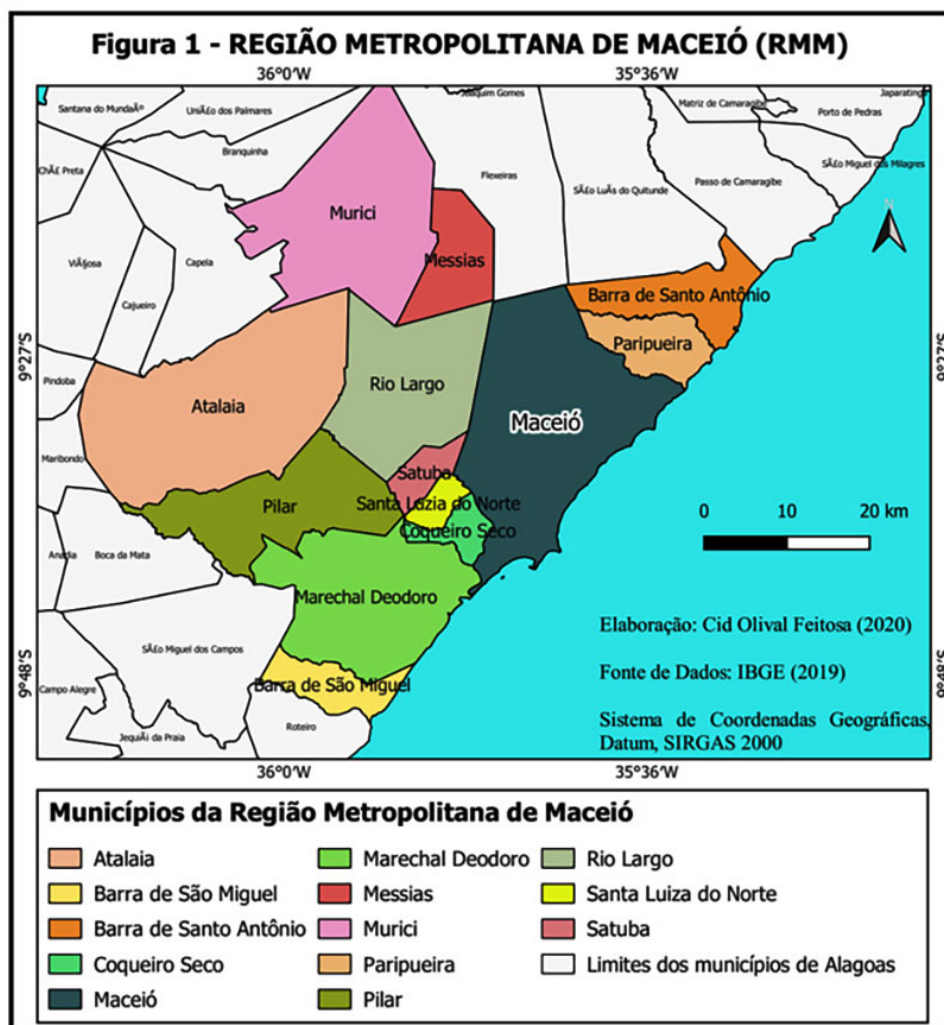 Figura 1 - REGIÃO METROPOLITANA DE MACEIÓ (RMM)
36°0'W
35°36'W
Santana do Mundaº
UniÃ£o dos Palmares
Joaquim Gomes
Matriz de Camaragibe
Japaratinga
Porto de Pedras
Branquinha
ChÃ£ Preta
Flexeiras
SÃ£o LuÃs do Quitunde
Passo de Camaragibe
SÃ£o Miguel dos Milagres
N
Murici
ViÃ§osa
Capela
Messias
Cajueiro
Barra de Santo Antônio
9°27'S
9°27'S
Paripueira
Pindoba
Rio Largo
Atalaia
Maceió
Maribondo
Satuba
Pilar
Santa Luzia do Norte
0
10
20 km
Coqueiro Seco
Anadia
Boca da Mata
Marechal Deodoro
Elaboração: Cid Olival Feitosa (2020)
SÃ£o Miguel dos Campos
Fonte de Dados: IBGE (2019)
9°48'S
9°48'S
Campo Alegre
Barra de São Miguel
Sistema de Coordenadas Geográficas,
Datum, SIRGAS 2000
JequiÃ¡ da Praia
Roteiro
36°0'W
35°36'W
Municípios da Região Metropolitana de Maceió
Atalaia
Barra de São Miguel
Barra de Santo Antônio
Coqueiro Seco
Maceió
Marechal Deodoro
Messias
Murici
Paripueira
Pilar
Rio Largo
Santa Luiza do Norte
Satuba
Limites dos municípios de Alagoas